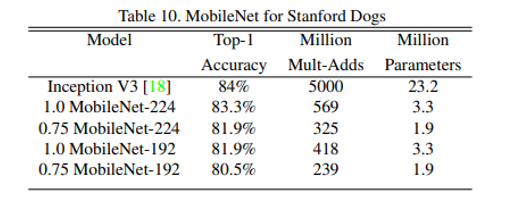 Table 10. MobileNet for Stanford Dogs
Model Top-1 Million Million
Accuracy Mult-Adds Parameters
Inception V3 [18] 84% 5000 23.2
1.0 MobileNet-224 83.3% 569 3.3
0.75 MobileNet-224 81.9% 325 1.9
1.0 MobileNet-192 81.9% 418 3.3
0.75 MobileNet-192 80.5% 239 1.9